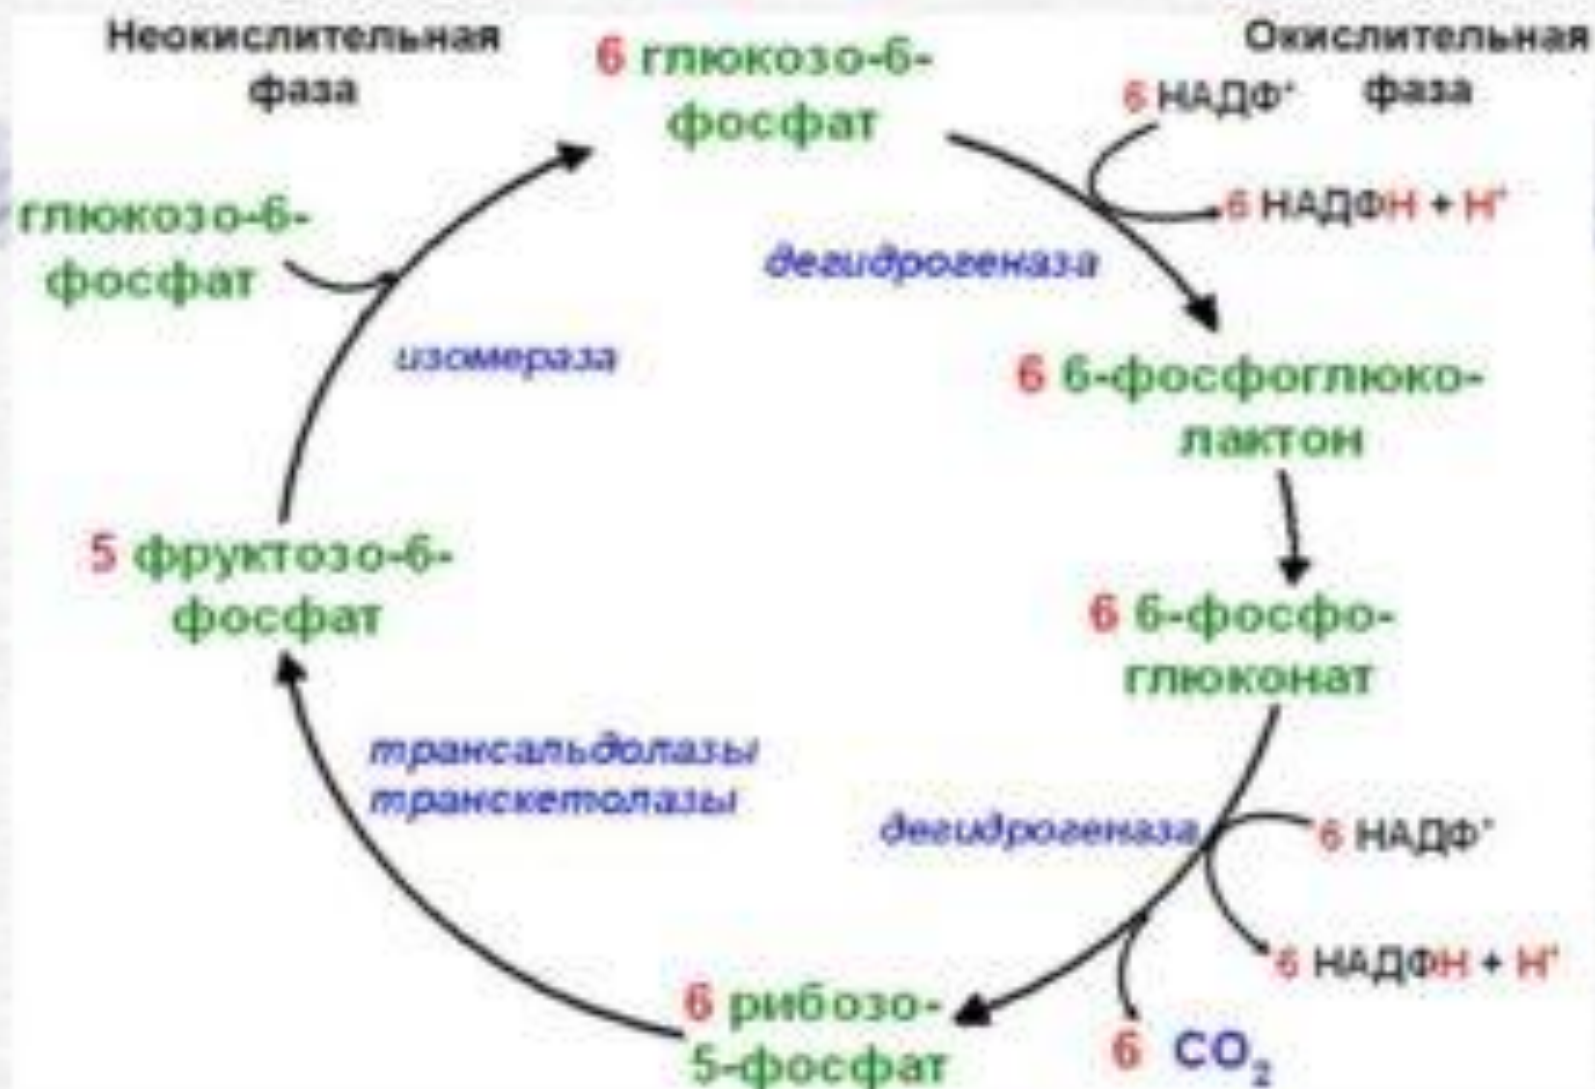 Неокислительная
фаза
6 глюкозо-6-
фосфат
Окислительная
фаза
6 НАДФ⁺
6 НАДФН + Н⁺
глюкозо-6-
фосфат
дегидрогеназа
изомераза
6 6-фосфоглюко-
лактон
5 фруктозо-6-
фосфат
6 6-фосфо-
глюконат
трансальдолазы
транскетолазы
дегидрогеназа
6 НАДФ⁺
6 НАДФН + Н⁺
6 рибозо-
5-фосфат
6 CO₂